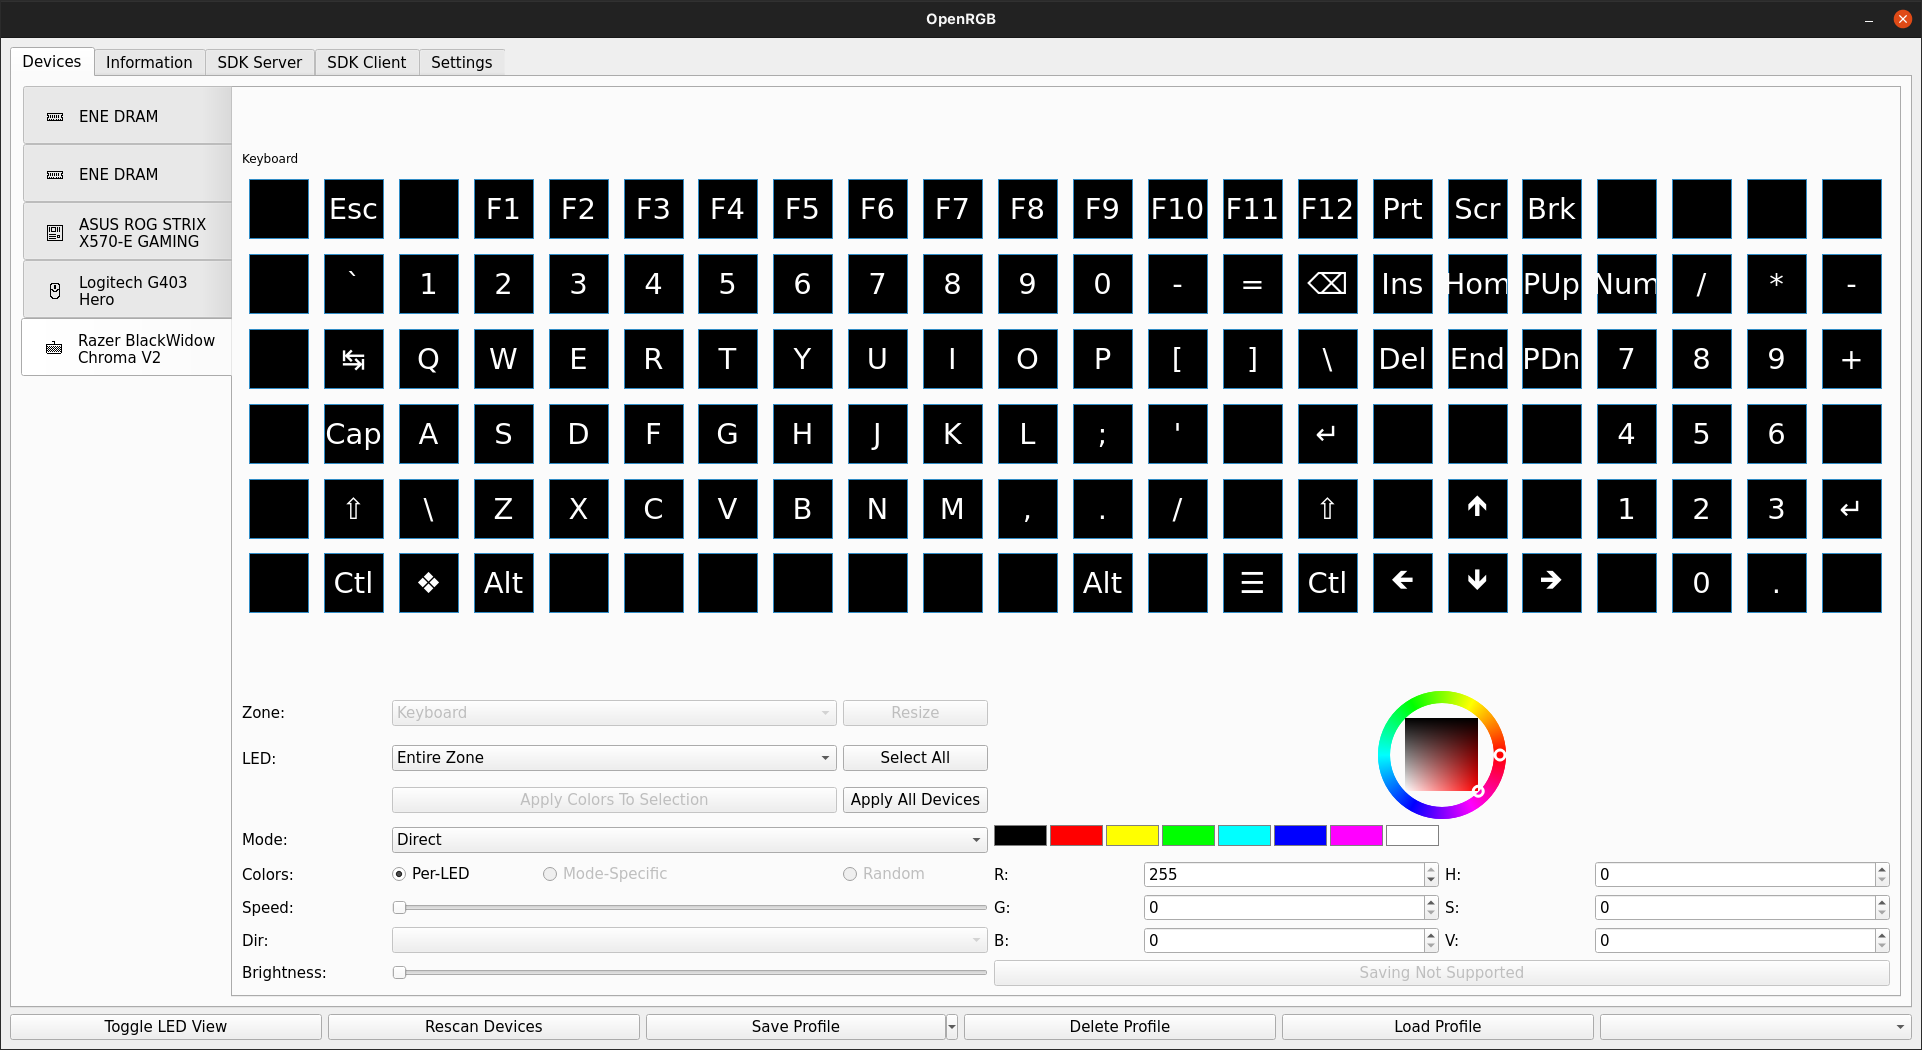 OpenRGB
Devices Information SDK Server SDK Client Settings
ENE DRAM
ENE DRAM
ASUS ROG STRIX
X570-E GAMING
Logitech G403
Hero
Razer BlackWidow
Chroma V2
Keyboard
Esc F1 F2 F3 F4 F5 F6 F7 F8 F9 F10 F11 F12 Prt Scr Brk
` 1 2 3 4 5 6 7 8 9 0 - = ⌫ Ins Hom PUp Num / * -
↹ Q W E R T Y U I O P [ ] \ Del End PDn 7 8 9 +
Cap A S D F G H J K L ; ' ↵ 4 5 6
⇧ \ Z X C V B N M , . / ⇧ 🡱 1 2 3 ↵
Ctl ❖ Alt Alt ☰ Ctl 🡰 🡳 🡲 0 .
Zone: Keyboard Resize
LED: Entire Zone Select All
Apply Colors To Selection Apply All Devices
Mode: Direct
Colors: Per-LED Mode-Specific Random R: 255 H: 0
Speed: G: 0 S: 0
Dir: B: 0 V: 0
Brightness: Saving Not Supported
Toggle LED View Rescan Devices Save Profile Delete Profile Load Profile